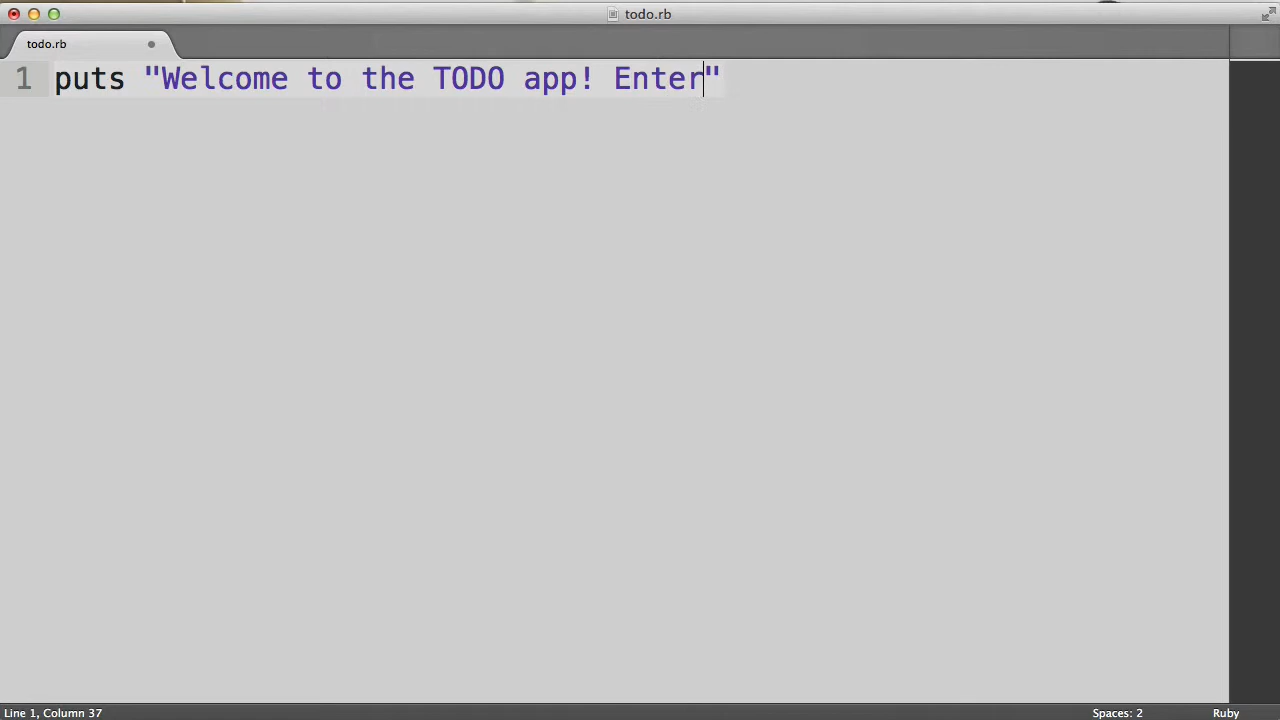 todo.rb
todo.rb
1 puts "Welcome to the TODO app! Enter"
Line 1, Column 37 Spaces: 2 Ruby